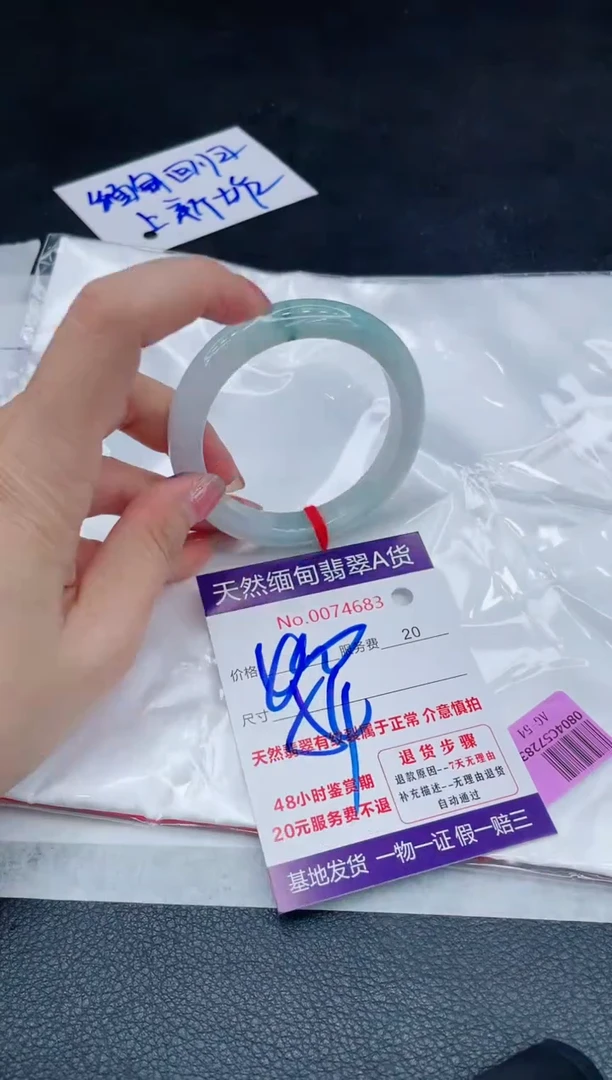 缅甸回归
上新好
天然缅甸翡翠A货
No.0074683
价格 服务费 20
尺寸
天然翡翠有纹裂属于正常 介意慎拍
48小时鉴赏期
20元服务费不退
退货步骤
退款原因--7天无理由
补充描述--无理由退货
自动通过
基地发货 一物一证 假一赔三
0804C57283